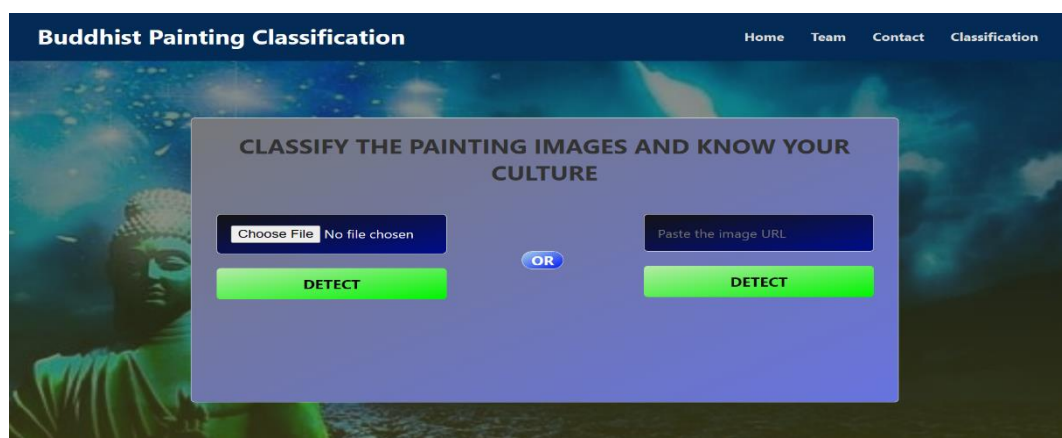 Buddhist Painting Classification
Home Team Contact Classification
CLASSIFY THE PAINTING IMAGES AND KNOW YOUR
CULTURE
Choose File No file chosen
DETECT
OR
Paste the image URL
DETECT